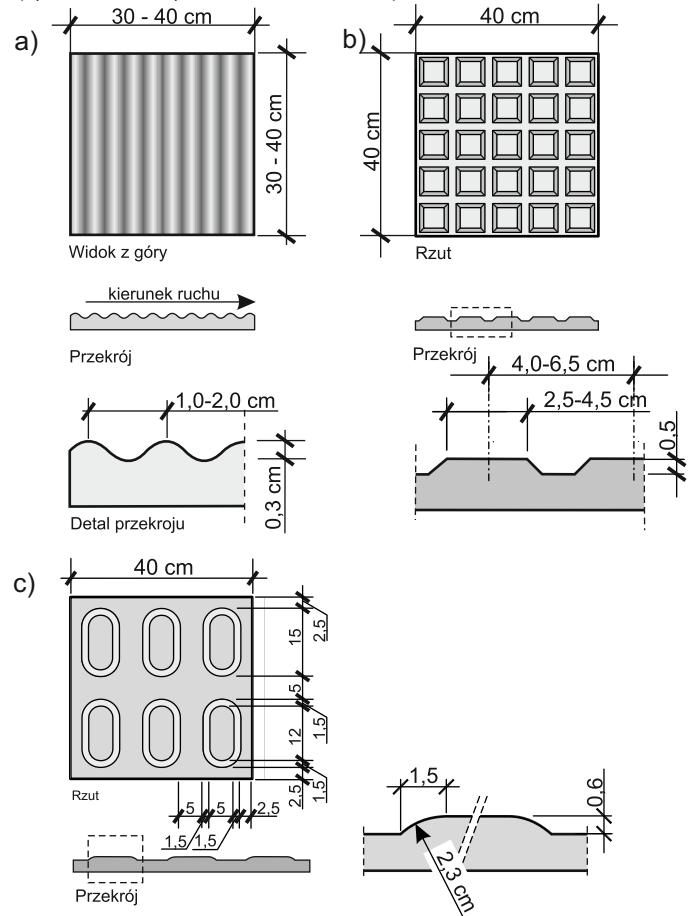 30 - 40 cm
a)
30 - 40 cm
Widok z góry
kierunek ruchu
Przekrój
1,0-2,0 cm
0,3 cm
Detal przekroju
40 cm
b)
40 cm
Rzut
Przekrój
4,0-6,5 cm
2,5-4,5 cm
0,5
c)
40 cm
2,5
15
5
1,5
12
1,5
2,5
Rzut
5
5
2,5
1,5
1,5
Przekrój
1,5
0,6
2,3 cm